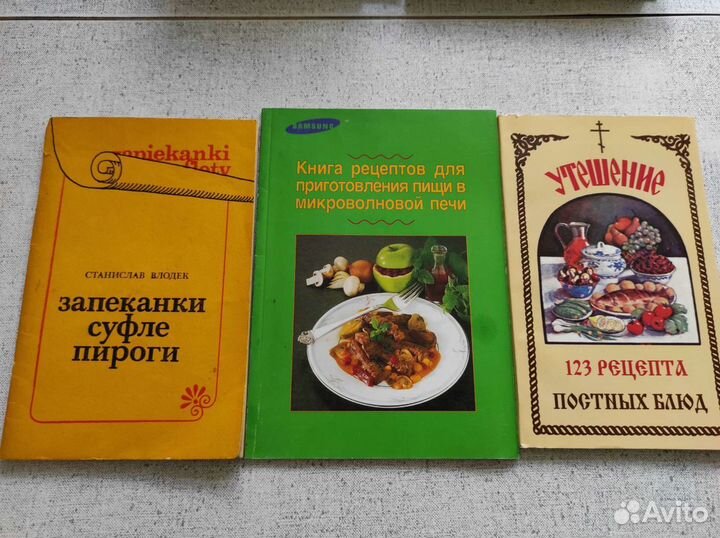 zapiekanki
СТАНИСЛАВ ВЛОДЕК
ЗАПЕКАНКИ
СУФЛЕ
ПИРОГИ
SAMSUNG
Книга рецептов для
приготовления пищи в
микроволновой печи
УТЕШЕНИЕ
123 РЕЦЕПТА
ПОСТНЫХ БЛЮД
Avito